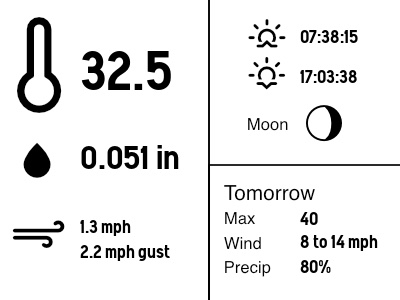 32.5
0.051 in
1.3 mph
2.2 mph gust
07:38:15
17:03:38
Moon
Tomorrow
Max 40
Wind 8 to 14 mph
Precip 80%